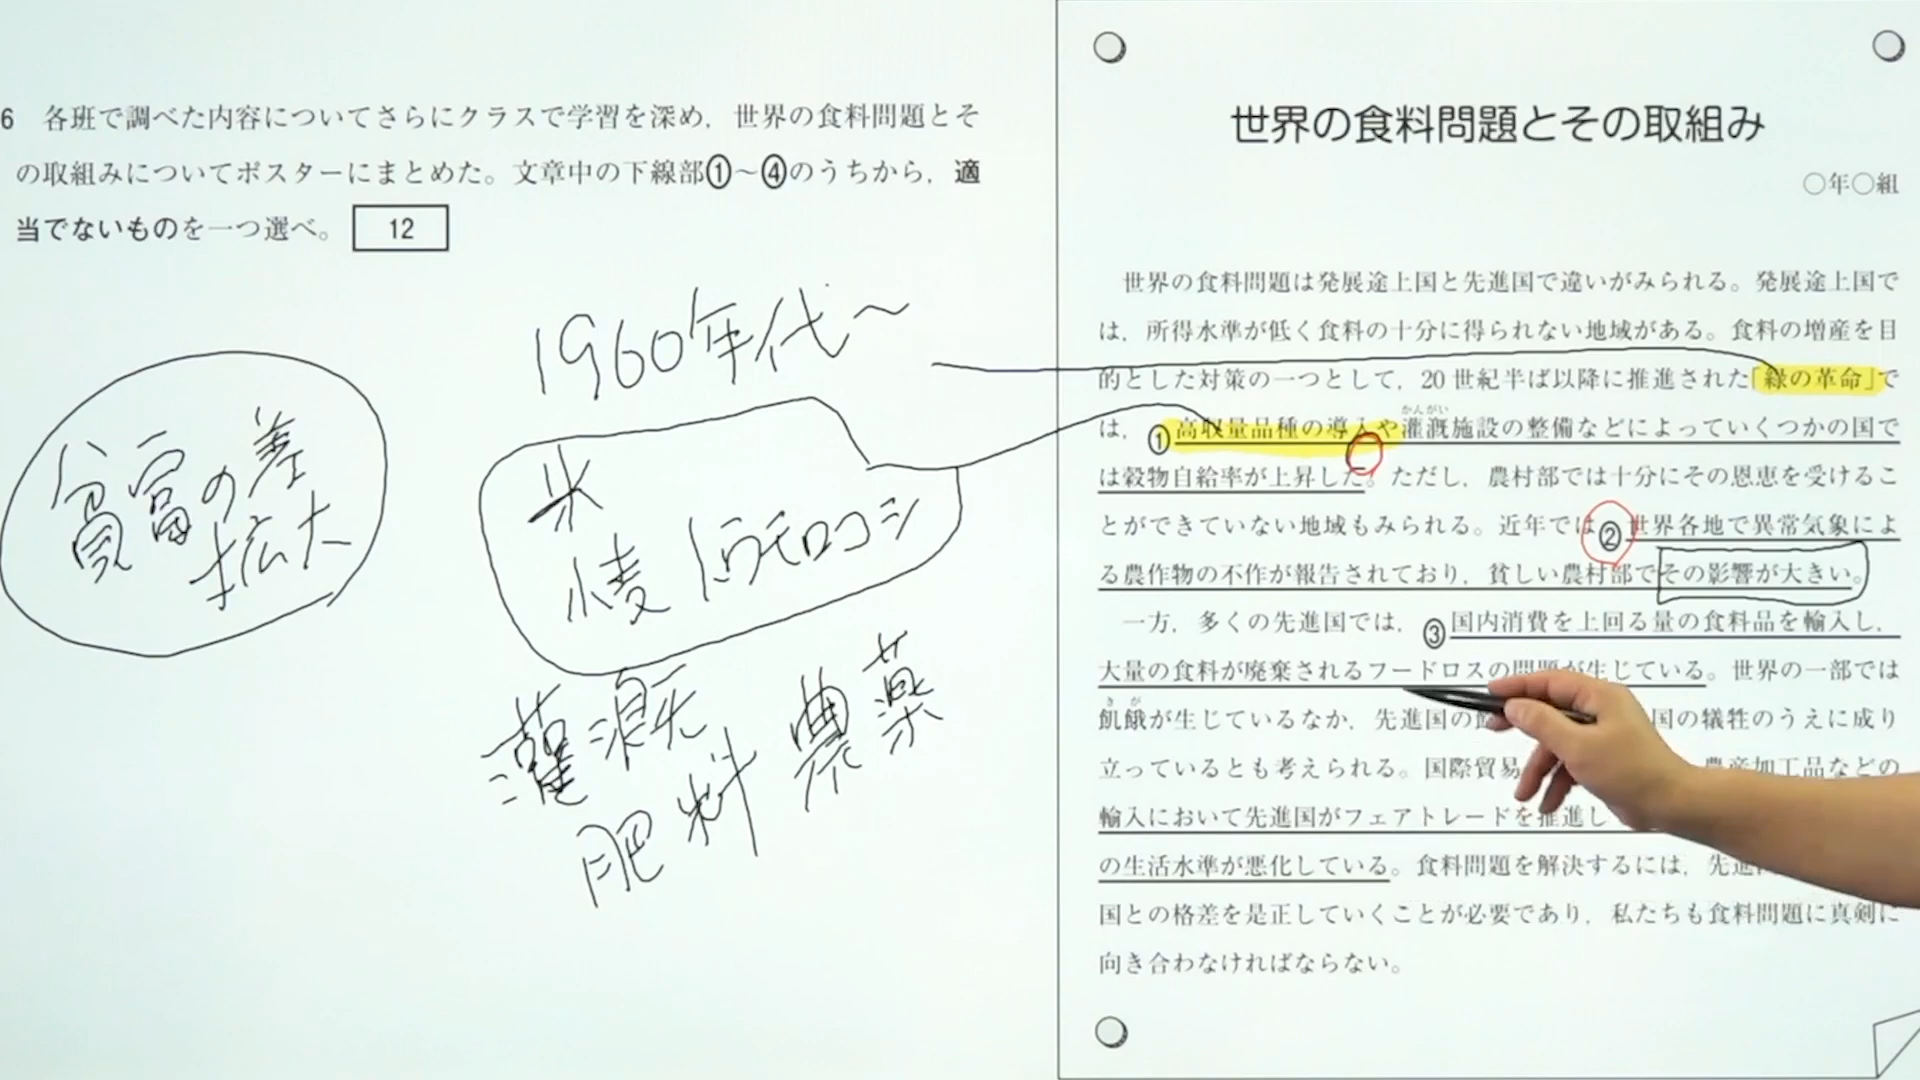 6 各班で調べた内容についてさらにクラスで学習を深め,世界の食料問題とそ
の取組みについてポスターにまとめた。文章中の下線部①~④のうちから,適
当でないものを一つ選べ。 12
1960年代~
貧富の差
拡大
米
小麦 トウモロコシ
灌漑
肥料 農薬
世界の食料問題とその取組み
○年○組
世界の食料問題は発展途上国と先進国で違いがみられる。発展途上国で
は,所得水準が低く食料の十分に得られない地域がある。食料の増産を目
的とした対策の一つとして,20世紀半ば以降に推進された「緑の革命」で
かんがい
は,①高収量品種の導入や灌漑施設の整備などによっていくつかの国で
は穀物自給率が上昇した。ただし,農村部では十分にその恩恵を受けるこ
とができていない地域もみられる。近年では②世界各地で異常気象によ
る農作物の不作が報告されており,貧しい農村部でその影響が大きい。
一方,多くの先進国では,③国内消費を上回る量の食料品を輸入し,
大量の食料が廃棄されるフードロスの問題が生じている。世界の一部では
きが
飢餓が生じているなか,先進国の 国の犠牲のうえに成り
立っているとも考えられる。国際貿易 農産加工品などの
輸入において先進国がフェアトレードを推進し
の生活水準が悪化している。食料問題を解決するには,先進
国との格差を是正していくことが必要であり,私たちも食料問題に真剣に
向き合わなければならない。